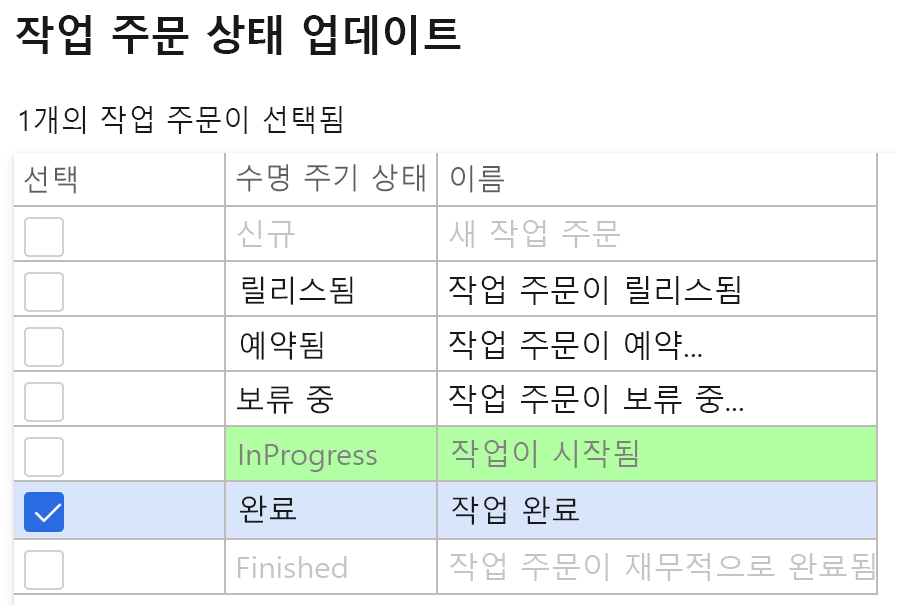 작업 주문 상태 업데이트
1개의 작업 주문이 선택됨
선택 수명 주기 상태 이름
신규 새 작업 주문
릴리스됨 작업 주문이 릴리스됨
예약됨 작업 주문이 예약...
보류 중 작업 주문이 보류 중...
InProgress 작업이 시작됨
완료 작업 완료
Finished 작업 주문이 재무적으로 완료됨